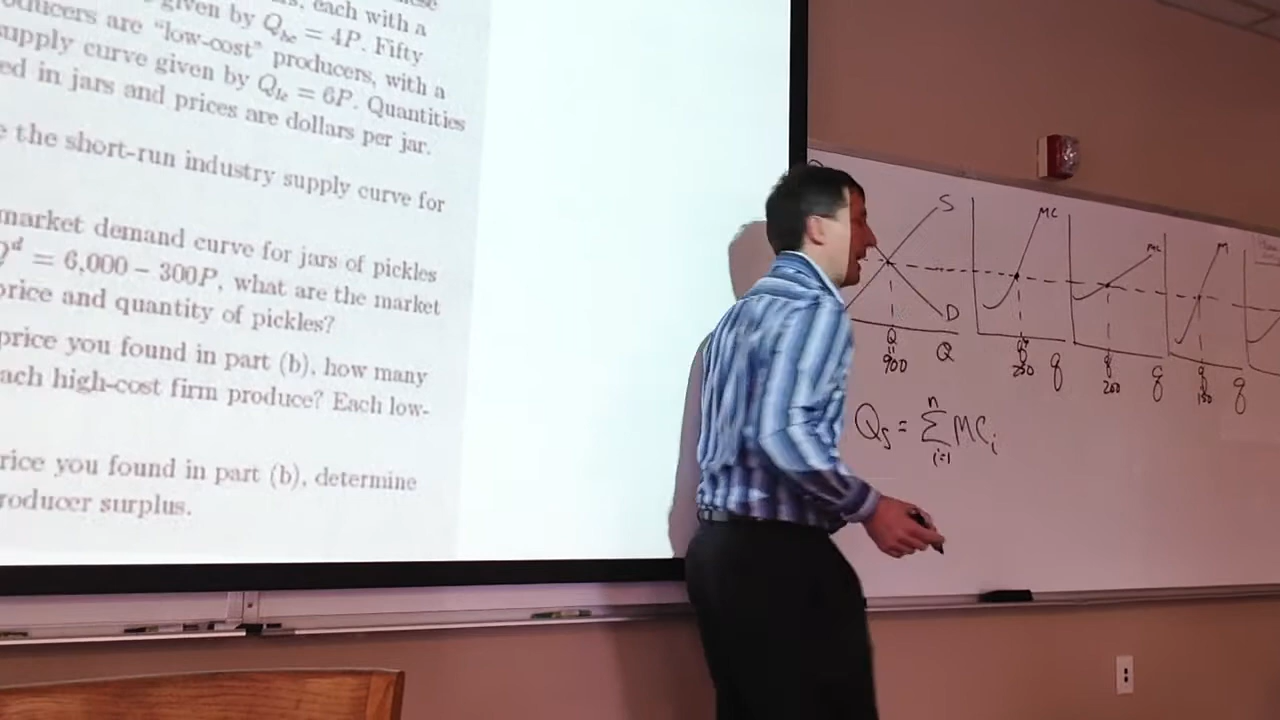 , each with a
given by Q_hc = 4P. Fifty
oducers are "low-cost" producers, with a
supply curve given by Q_lc = 6P. Quantities
ed in jars and prices are dollars per jar.
e the short-run industry supply curve for
market demand curve for jars of pickles
Q^d = 6,000 − 300P, what are the market
price and quantity of pickles?
price you found in part (b), how many
ach high-cost firm produce? Each low-
rice you found in part (b), determine
roducer surplus.
S
D
Q
"
900
Q
MC
q
250
q
MC
q
200
q
M
q
150
q
Q_s = Σ_{i=1}^{n} MC_i